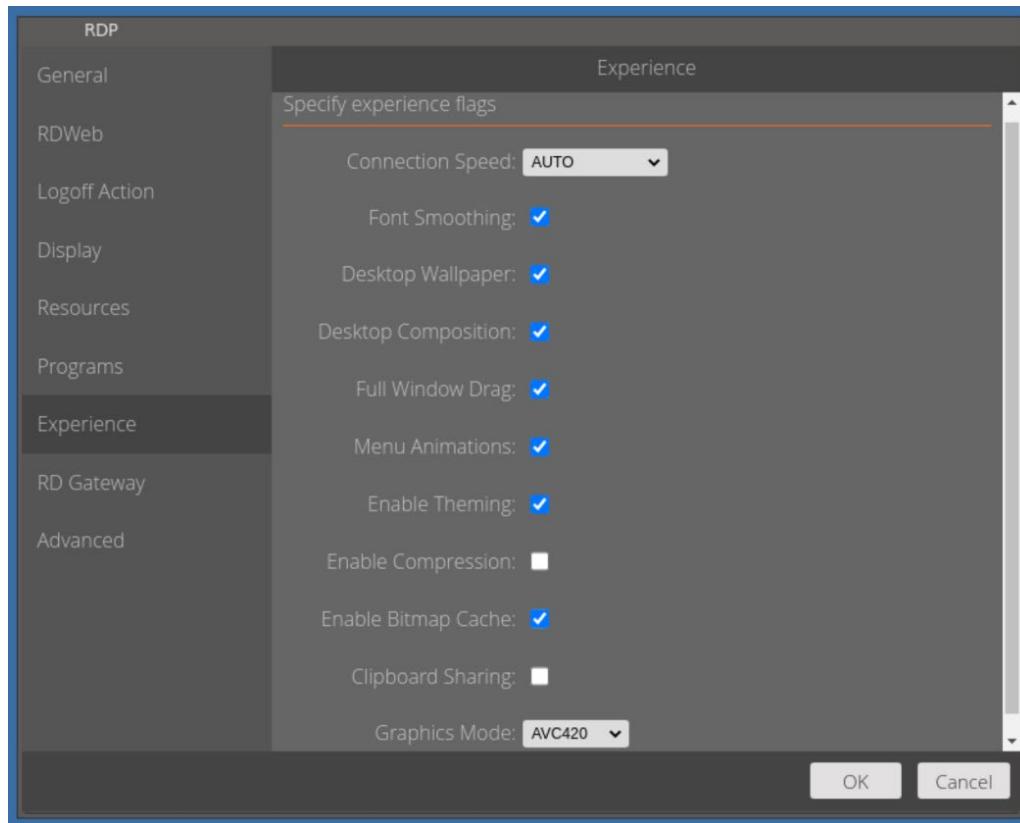 RDP
General
RDWeb
Logoff Action
Display
Resources
Programs
Experience
RD Gateway
Advanced
Experience
Specify experience flags
Connection Speed: AUTO
Font Smoothing:
Desktop Wallpaper:
Desktop Composition:
Full Window Drag:
Menu Animations:
Enable Theming:
Enable Compression:
Enable Bitmap Cache:
Clipboard Sharing:
Graphics Mode: AVC420
OK Cancel